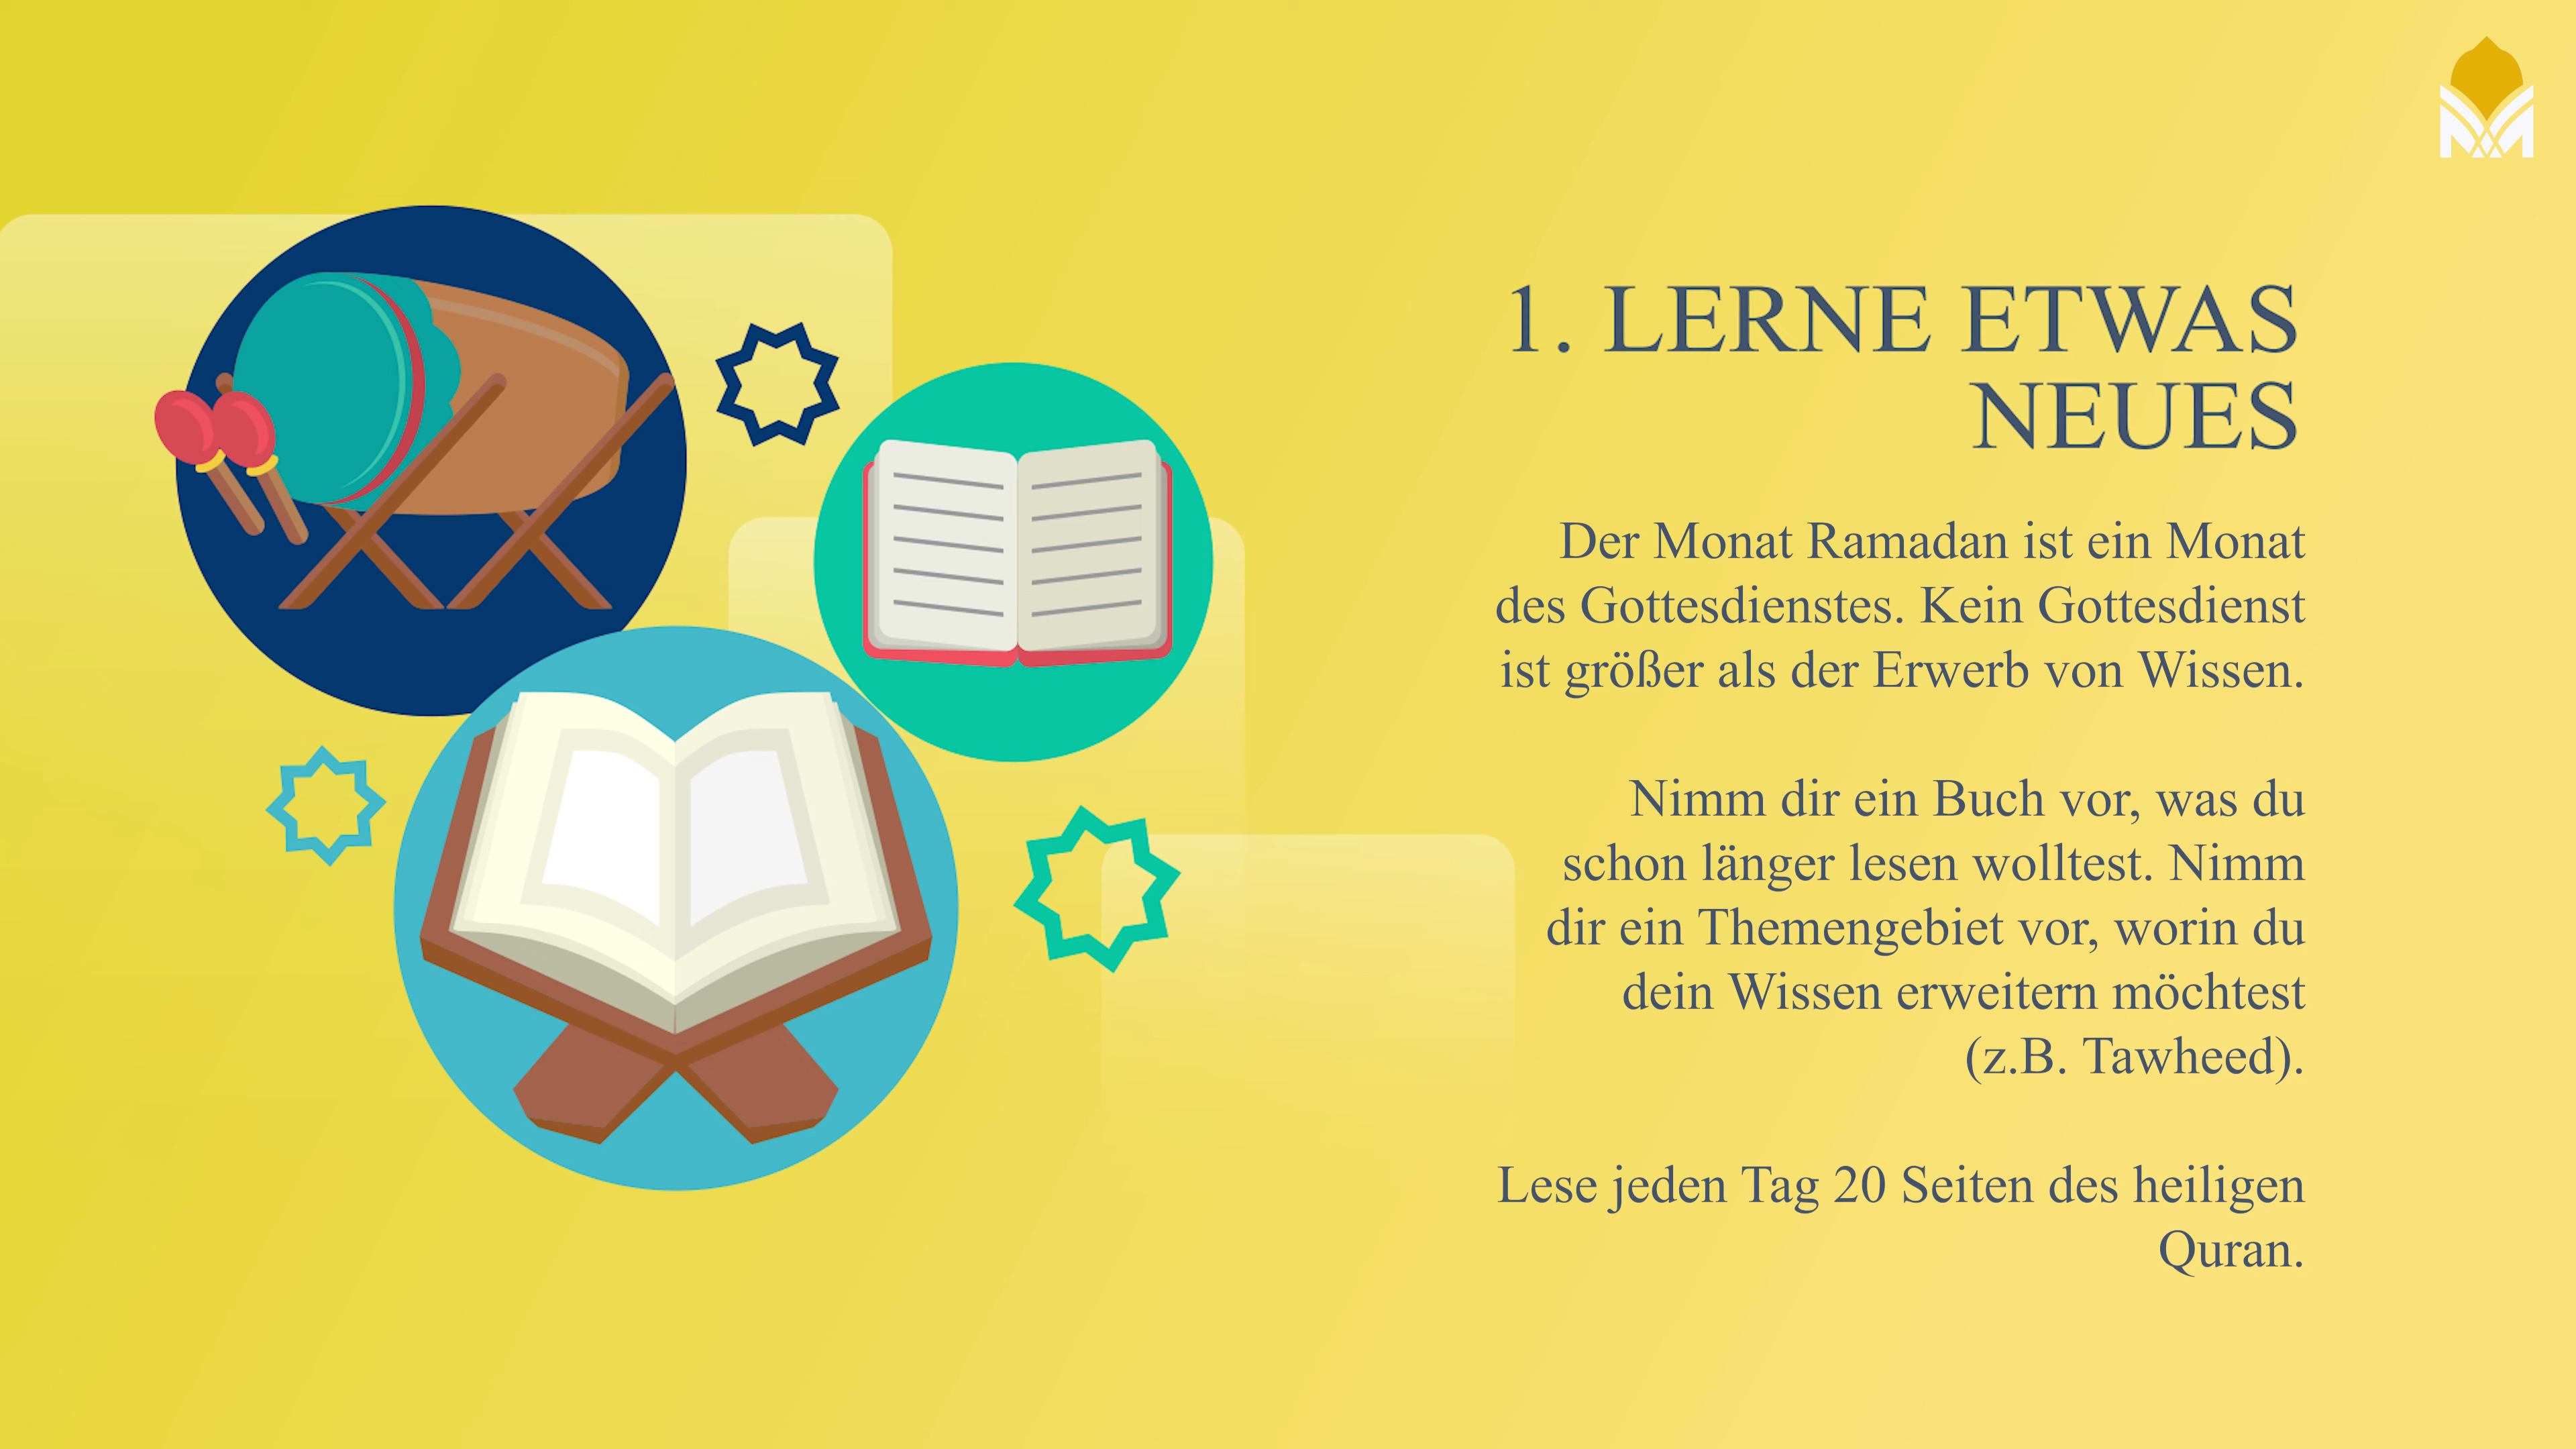 1. LERNE ETWAS
NEUES
Der Monat Ramadan ist ein Monat
des Gottesdienstes. Kein Gottesdienst
ist größer als der Erwerb von Wissen.
Nimm dir ein Buch vor, was du
schon länger lesen wolltest. Nimm
dir ein Themengebiet vor, worin du
dein Wissen erweitern möchtest
(z.B. Tawheed).
Lese jeden Tag 20 Seiten des heiligen
Quran.